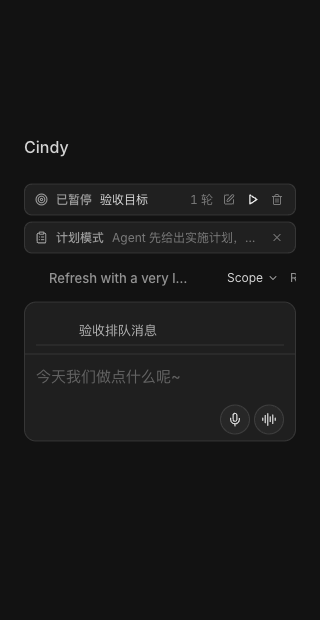 Cindy
已暂停 验收目标 1 轮
计划模式 Agent 先给出实施计划，...
Refresh with a very l... Scope R
验收排队消息
今天我们做点什么呢~